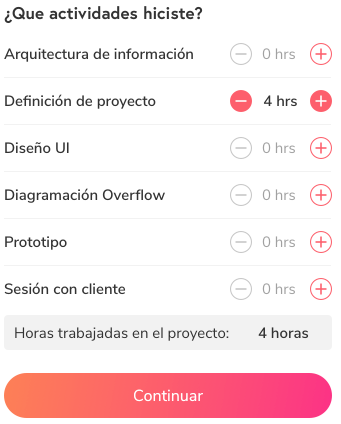 ¿Que actividades hiciste?
Arquitectura de información 0 hrs
Definición de proyecto 4 hrs
Diseño UI 0 hrs
Diagramación Overflow 0 hrs
Prototipo 0 hrs
Sesión con cliente 0 hrs
Horas trabajadas en el proyecto: 4 horas
Continuar